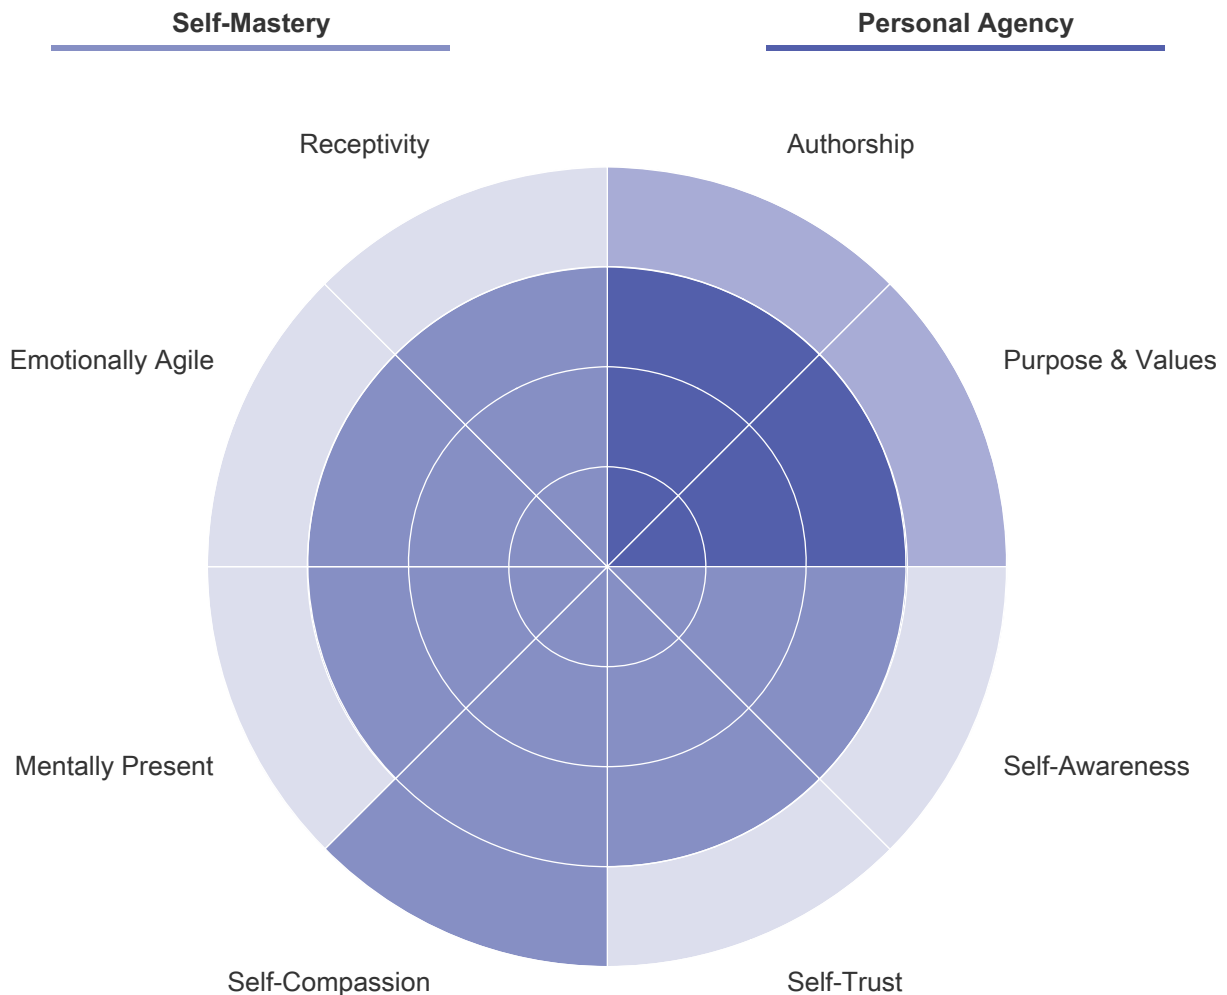 Self-Mastery
Personal Agency
Receptivity
Authorship
Emotionally Agile
Purpose & Values
Mentally Present
Self-Awareness
Self-Compassion
Self-Trust